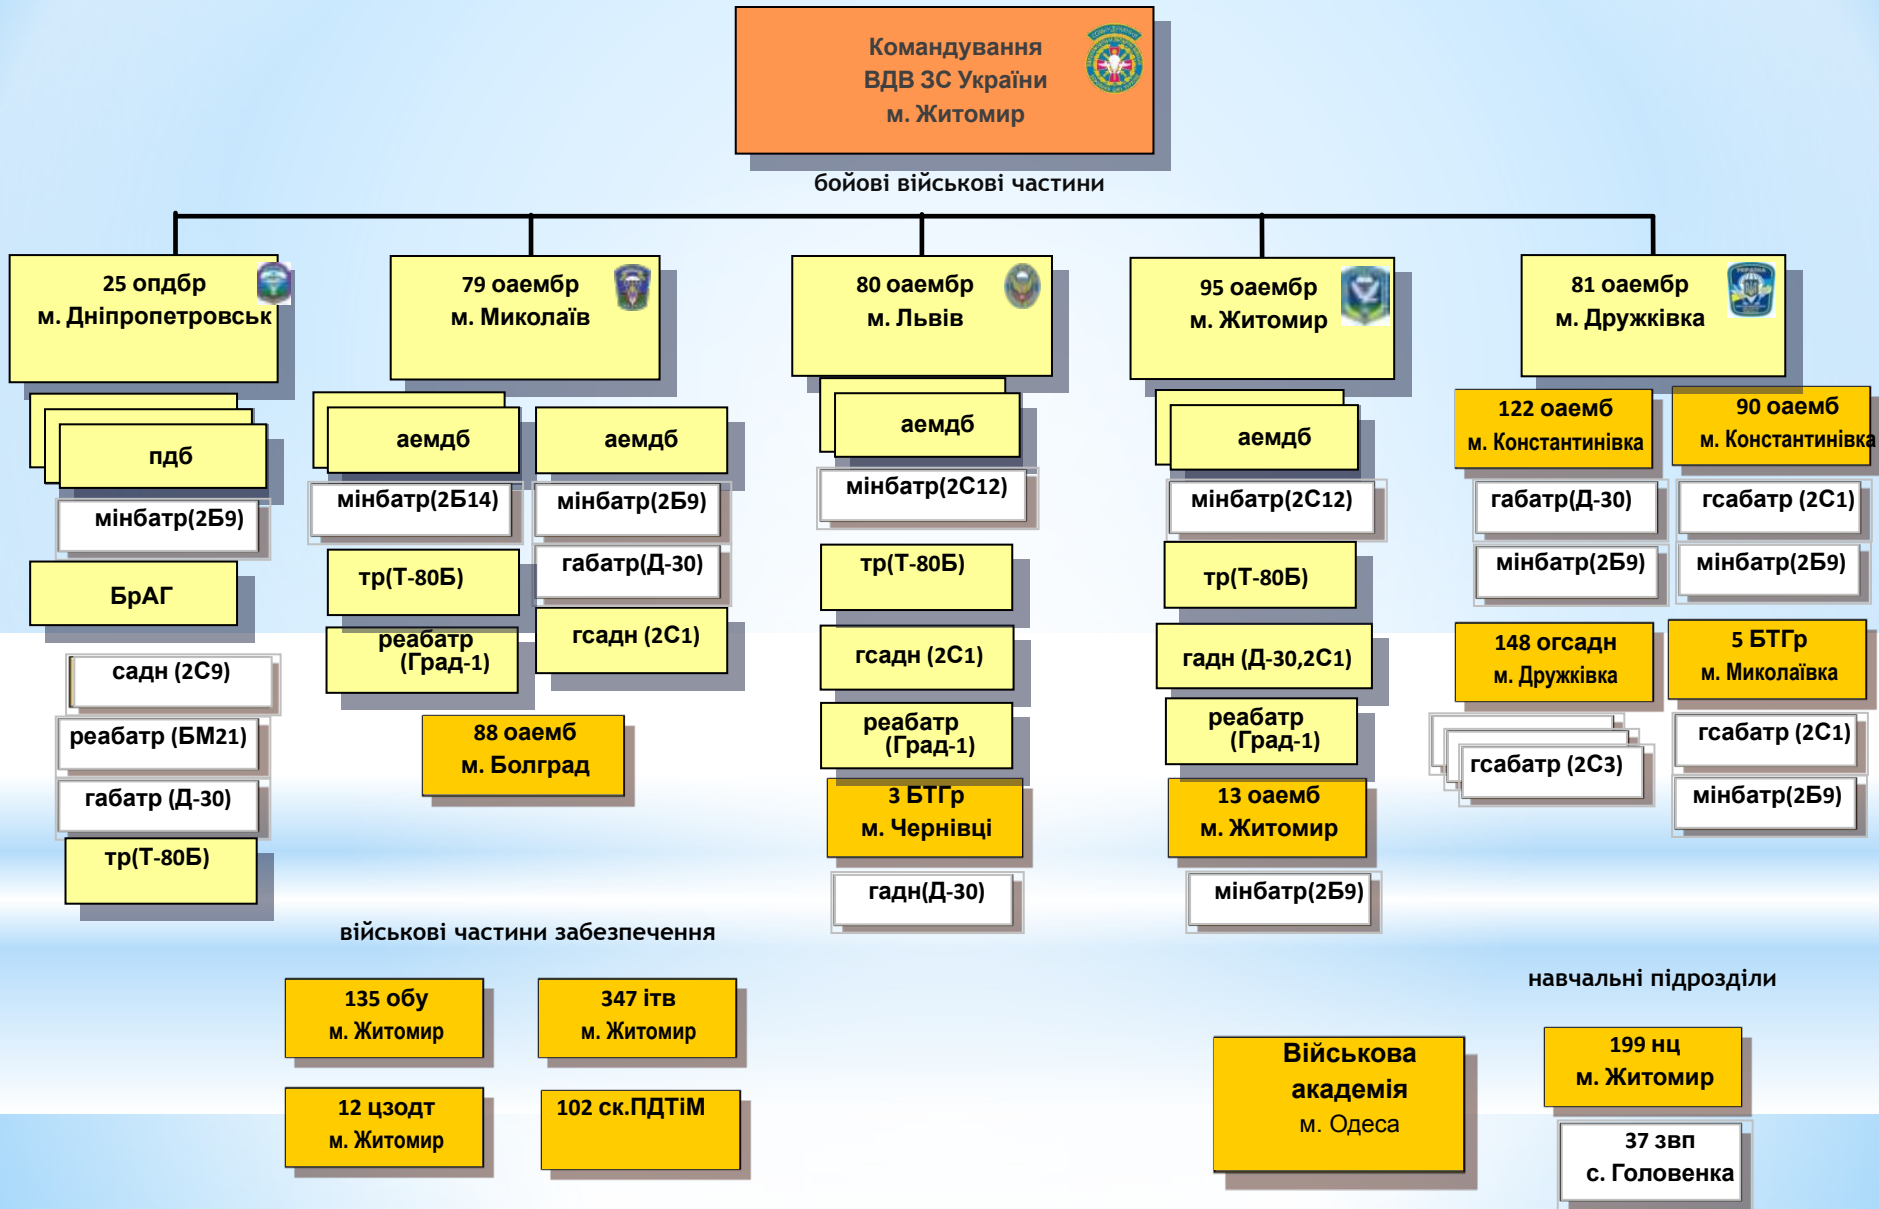 Командування
ВДВ ЗС України
м. Житомир
бойові військові частини
25 опдбр
м. Дніпропетровськ
пдб
мінбатр(2Б9)
БрАГ
садн (2С9)
реабатр (БМ21)
габатр (Д-30)
тр(Т-80Б)
79 оаембр
м. Миколаїв
аемдб
мінбатр(2Б14)
тр(Т-80Б)
реабатр
(Град-1)
аемдб
мінбатр(2Б9)
габатр(Д-30)
гсадн (2С1)
88 оаемб
м. Болград
80 оаембр
м. Львів
аемдб
мінбатр(2С12)
тр(Т-80Б)
гсадн (2С1)
реабатр
(Град-1)
3 БТГр
м. Чернівці
гадн(Д-30)
95 оаембр
м. Житомир
аемдб
мінбатр(2С12)
тр(Т-80Б)
гадн (Д-30,2С1)
реабатр
(Град-1)
13 оаемб
м. Житомир
мінбатр(2Б9)
81 оаембр
м. Дружківка
122 оаемб
м. Константинівка
габатр(Д-30)
мінбатр(2Б9)
90 оаемб
м. Константинівка
гсабатр (2С1)
мінбатр(2Б9)
148 огсадн
м. Дружківка
гсабатр (2С3)
5 БТГр
м. Миколаївка
гсабатр (2С1)
мінбатр(2Б9)
військові частини забезпечення
135 обу
м. Житомир
347 ітв
м. Житомир
12 цзодт
м. Житомир
102 ск.ПДТіМ
навчальні підрозділи
Військова
академія
м. Одеса
199 нц
м. Житомир
37 звп
с. Головенка